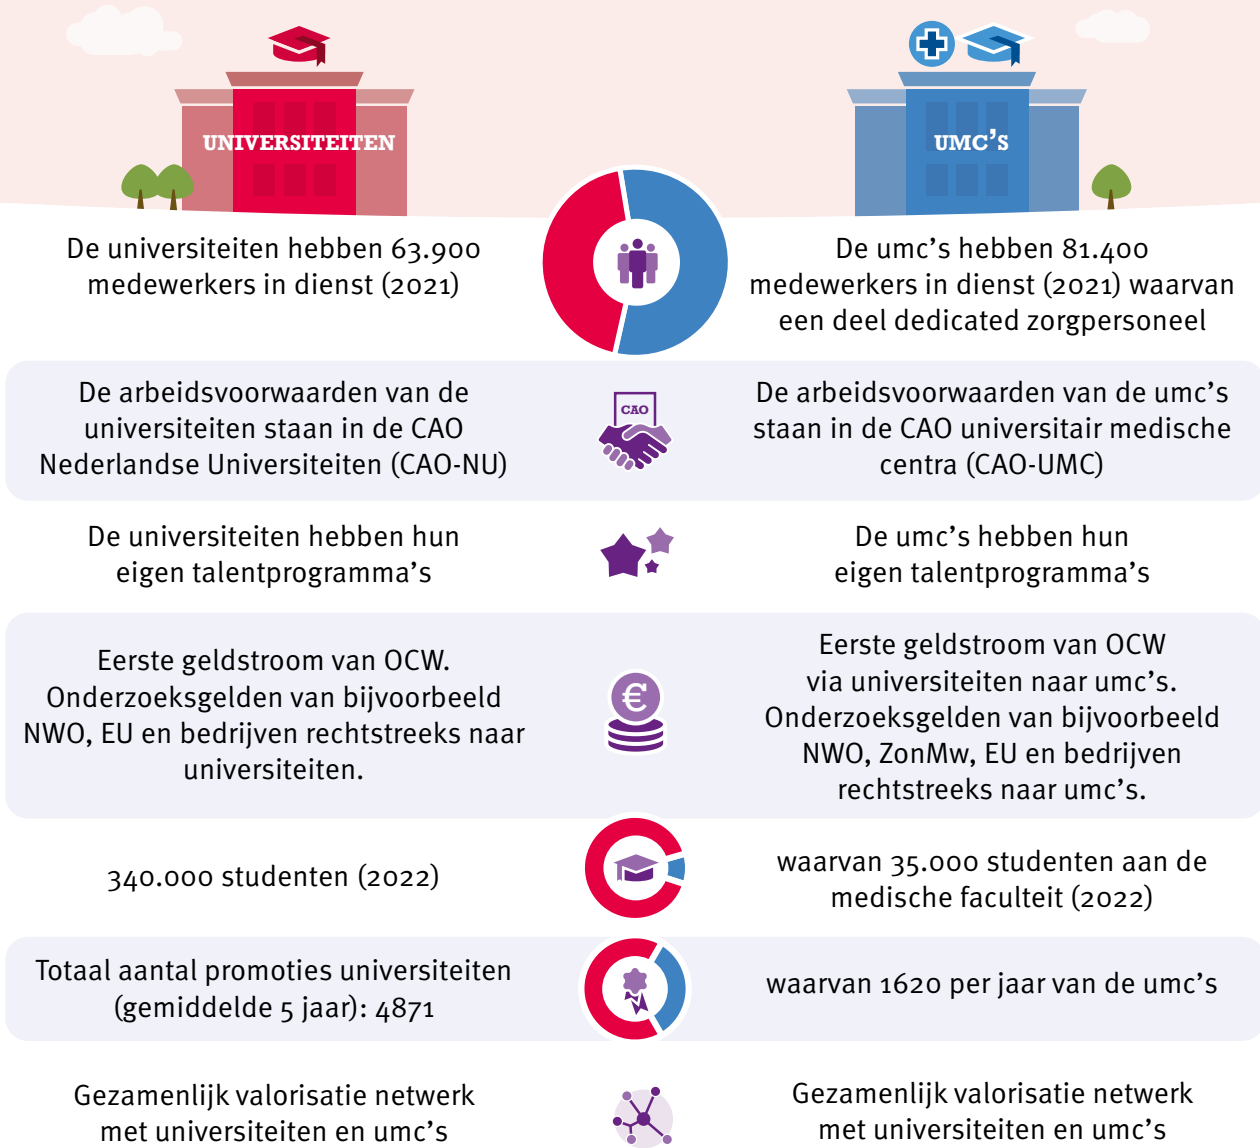 UNIVERSITEITEN
UMC'S
De universiteiten hebben 63.900
medewerkers in dienst (2021)
De umc's hebben 81.400
medewerkers in dienst (2021) waarvan
een deel dedicated zorgpersoneel
De arbeidsvoorwaarden van de
universiteiten staan in de CAO
Nederlandse Universiteiten (CAO-NU)
CAO
De arbeidsvoorwaarden van de umc's
staan in de CAO universitair medische
centra (CAO-UMC)
De universiteiten hebben hun
eigen talentprogramma's
De umc's hebben hun
eigen talentprogramma's
Eerste geldstroom van OCW.
Onderzoeksgelden van bijvoorbeeld
NWO, EU en bedrijven rechtstreeks naar
universiteiten.
€
Eerste geldstroom van OCW
via universiteiten naar umc's.
Onderzoeksgelden van bijvoorbeeld
NWO, ZonMw, EU en bedrijven
rechtstreeks naar umc's.
340.000 studenten (2022)
waarvan 35.000 studenten aan de
medische faculteit (2022)
Totaal aantal promoties universiteiten
(gemiddelde 5 jaar): 4871
waarvan 1620 per jaar van de umc's
Gezamenlijk valorisatie netwerk
met universiteiten en umc's
Gezamenlijk valorisatie netwerk
met universiteiten en umc's